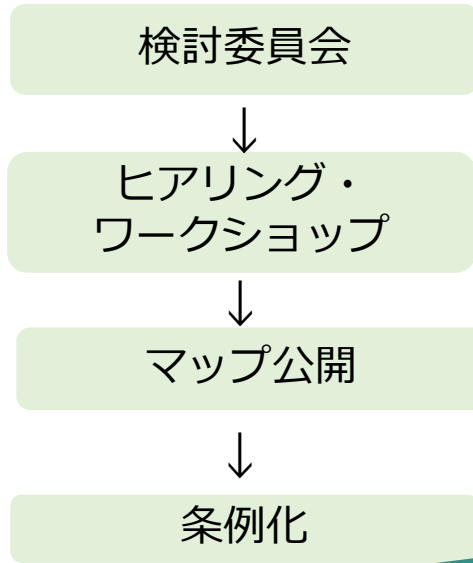 検討委員会
↓
ヒアリング・
ワークショップ
↓
マップ公開
↓
条例化